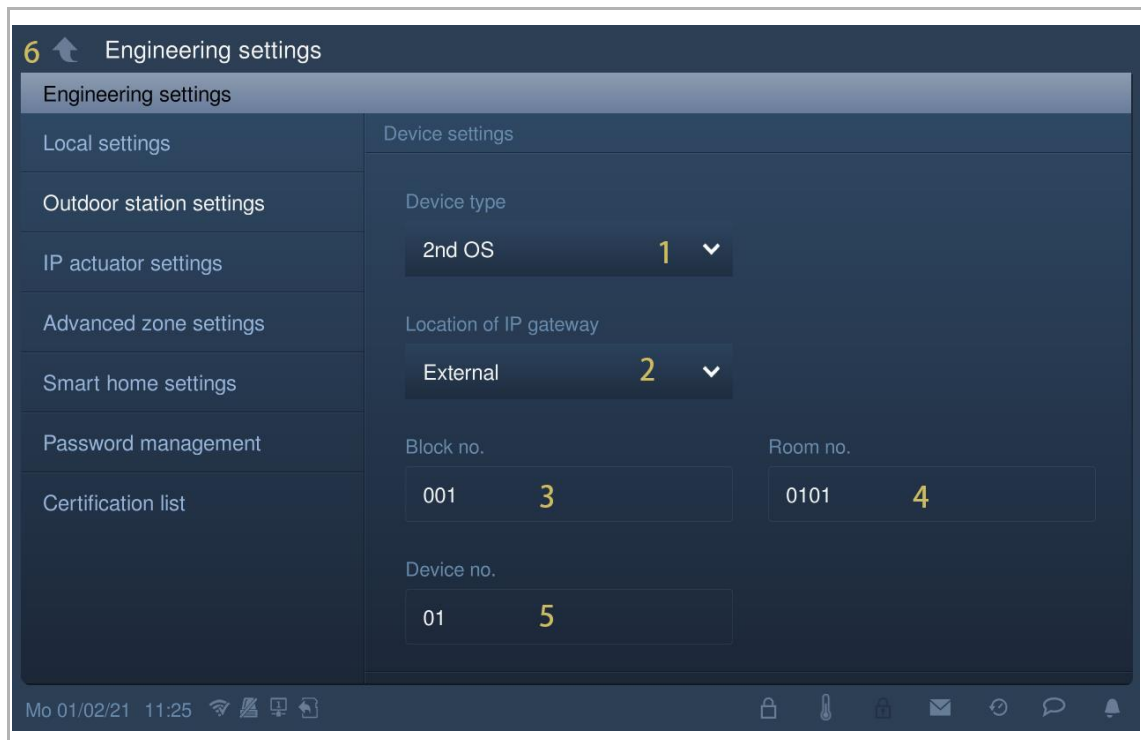 6 Engineering settings
Engineering settings
Local settings
Outdoor station settings
IP actuator settings
Advanced zone settings
Smart home settings
Password management
Certification list
Device settings
Device type
2nd OS 1
Location of IP gateway
External 2
Block no. Room no.
001 3 0101 4
Device no.
01 5
Mo 01/02/21 11:25